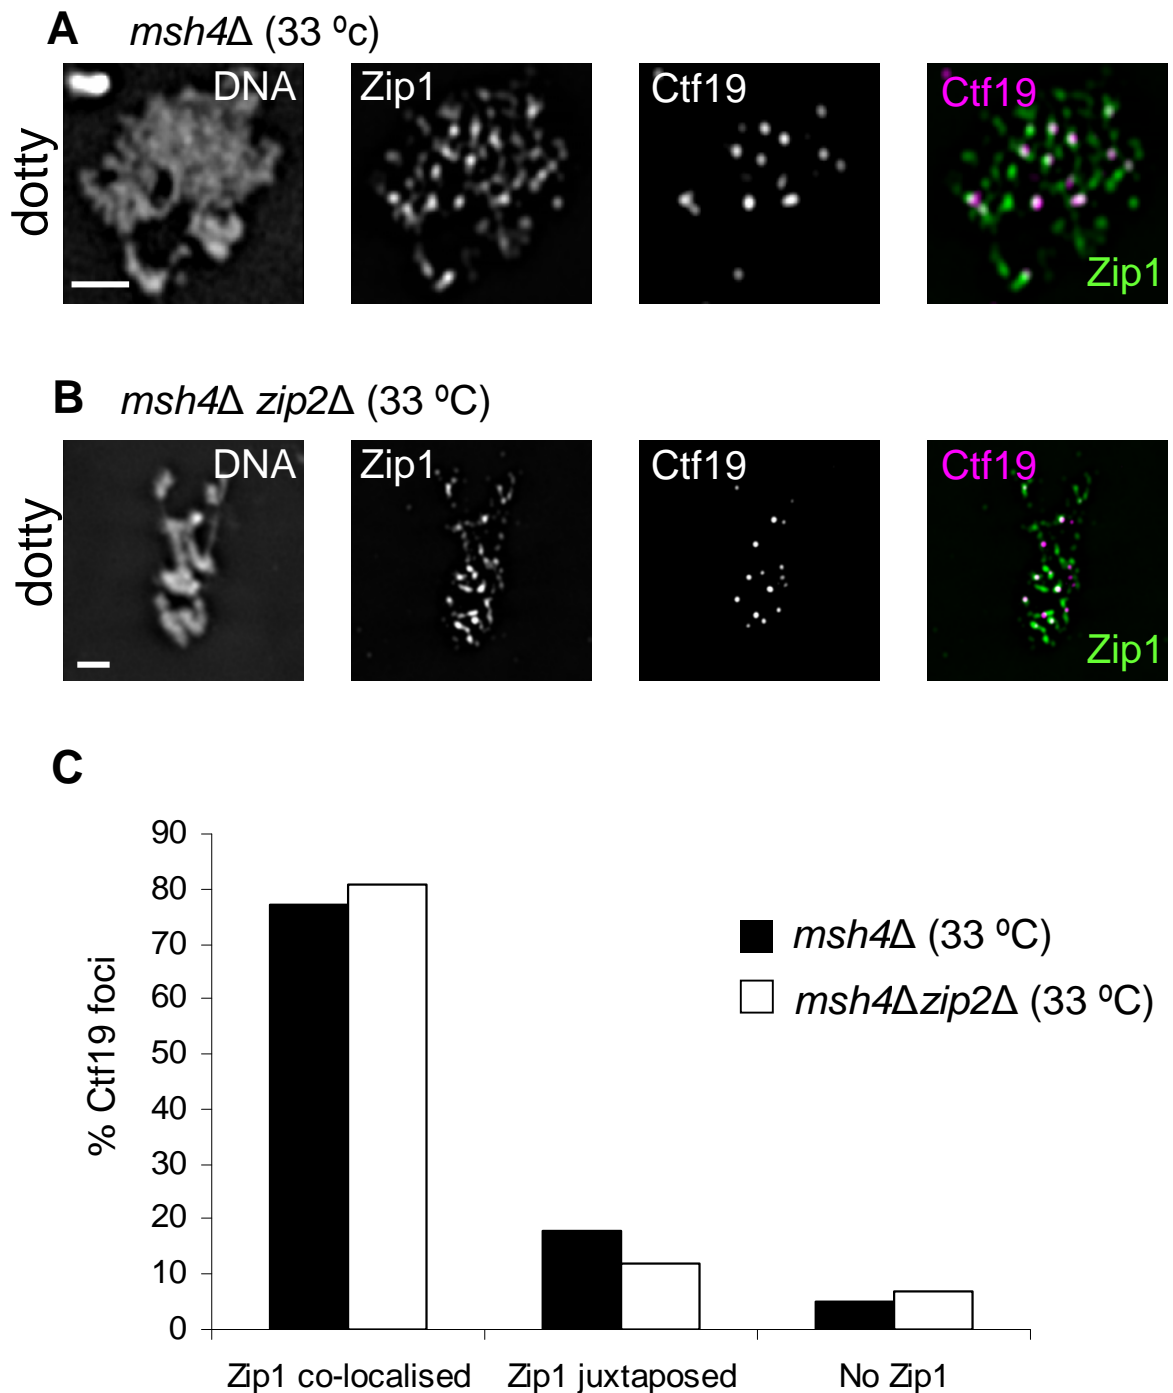 A msh4Δ (33 ºc)
dotty
DNA
Zip1
Ctf19
Ctf19
Zip1
B msh4Δ zip2Δ (33 ºC)
dotty
DNA
Zip1
Ctf19
Ctf19
Zip1
C
% Ctf19 foci
90
80
70
60
50
40
30
20
10
0
msh4Δ (33 ºC)
msh4Δzip2Δ (33 ºC)
Zip1 co-localised
Zip1 juxtaposed
No Zip1